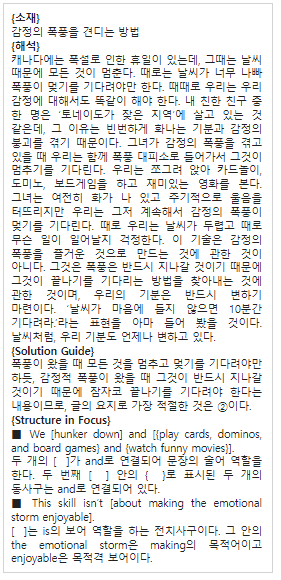 {소재}
감정의 폭풍을 견디는 방법
{해석}
캐나다에는 폭설로 인한 휴일이 있는데, 그때는 날씨
때문에 모든 것이 멈춘다. 때로는 날씨가 너무 나빠
폭풍이 멎기를 기다려야만 한다. 때때로 우리는 우리
감정에 대해서도 똑같이 해야 한다. 내 친한 친구 중
한 명은 '토네이도가 잦은 지역'에 살고 있는 것
같은데, 그 이유는 빈번하게 화나는 기분과 감정의
붕괴를 겪기 때문이다. 그녀가 감정의 폭풍을 겪고
있을 때 우리는 함께 폭풍 대피소로 들어가서 그것이
멈추기를 기다린다. 우리는 쪼그려 앉아 카드놀이,
도미노, 보드게임을 하고 재미있는 영화를 본다.
그녀는 여전히 화가 나 있고 주기적으로 울음을
터뜨리지만 우리는 그저 계속해서 감정의 폭풍이
멎기를 기다린다. 때로 우리는 날씨가 두렵고 때로
무슨 일이 일어날지 걱정한다. 이 기술은 감정의
폭풍을 즐거운 것으로 만드는 것에 관한 것이
아니다. 그것은 폭풍은 반드시 지나갈 것이기 때문에
그것이 끝나기를 기다리는 방법을 찾아내는 것에
관한 것이며, 우리의 기분은 반드시 변하기
마련이다. '날씨가 마음에 들지 않으면 10분간
기다려라.'라는 표현을 아마 들어 봤을 것이다.
날씨처럼, 우리 기분도 언제나 변하고 있다.
{Solution Guide}
폭풍이 왔을 때 모든 것을 멈추고 멎기를 기다려야만
하듯, 감정적 폭풍이 왔을 때 그것이 반드시 지나갈
것이기 때문에 잠자코 끝나기를 기다려야 한다는
내용이므로, 글의 요지로 가장 적절한 것은 ②이다.
{Structure in Focus}
■ We [hunker down] and [{play cards, dominos,
and board games} and {watch funny movies}].
두 개의 [ ]가 and로 연결되어 문장의 술어 역할을
한다. 두 번째 [ ] 안의 { }로 표시된 두 개의
동사구는 and로 연결되어 있다.
■ This skill isn't [about making the emotional
storm enjoyable].
[ ]는 is의 보어 역할을 하는 전치사구이다. 그 안의
the emotional storm은 making의 목적어이고
enjoyable은 목적격 보어이다.